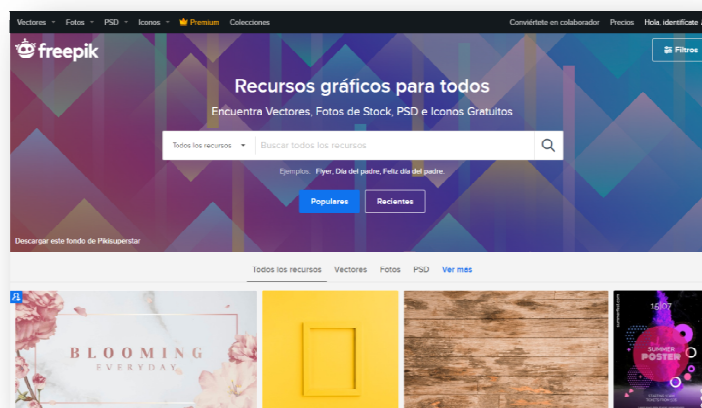 Vectores Fotos PSD Iconos Premium Colecciones Conviértete en colaborador Precios Hola, identifícate
freepik
Filtros
Recursos gráficos para todos
Encuentra Vectores, Fotos de Stock, PSD e Iconos Gratuitos
Todos los recursos Buscar todos los recursos
Ejemplos: Flyer, Día del padre, Feliz día del padre.
Populares Recientes
Descargar este fondo de Pikisuperstar
Todos los recursos Vectores Fotos PSD Ver mas
BLOOMING
EVERYDAY
15/07
SUMMER
POSTER